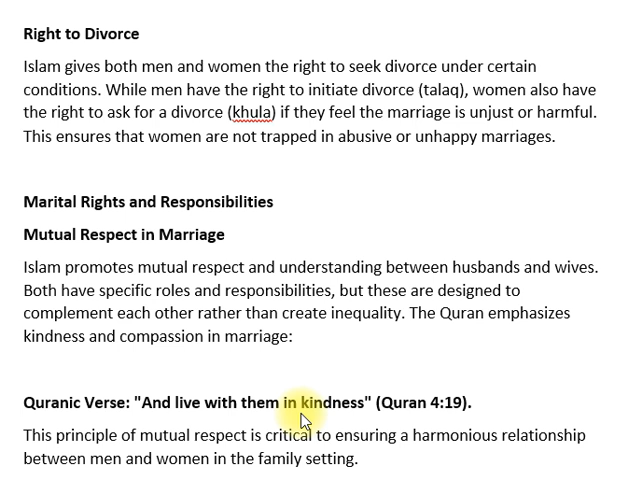 Right to Divorce
Islam gives both men and women the right to seek divorce under certain
conditions. While men have the right to initiate divorce (talaq), women also have
the right to ask for a divorce (khula) if they feel the marriage is unjust or harmful.
This ensures that women are not trapped in abusive or unhappy marriages.
Marital Rights and Responsibilities
Mutual Respect in Marriage
Islam promotes mutual respect and understanding between husbands and wives.
Both have specific roles and responsibilities, but these are designed to
complement each other rather than create inequality. The Quran emphasizes
kindness and compassion in marriage:
Quranic Verse: "And live with them in kindness" (Quran 4:19).
This principle of mutual respect is critical to ensuring a harmonious relationship
between men and women in the family setting.